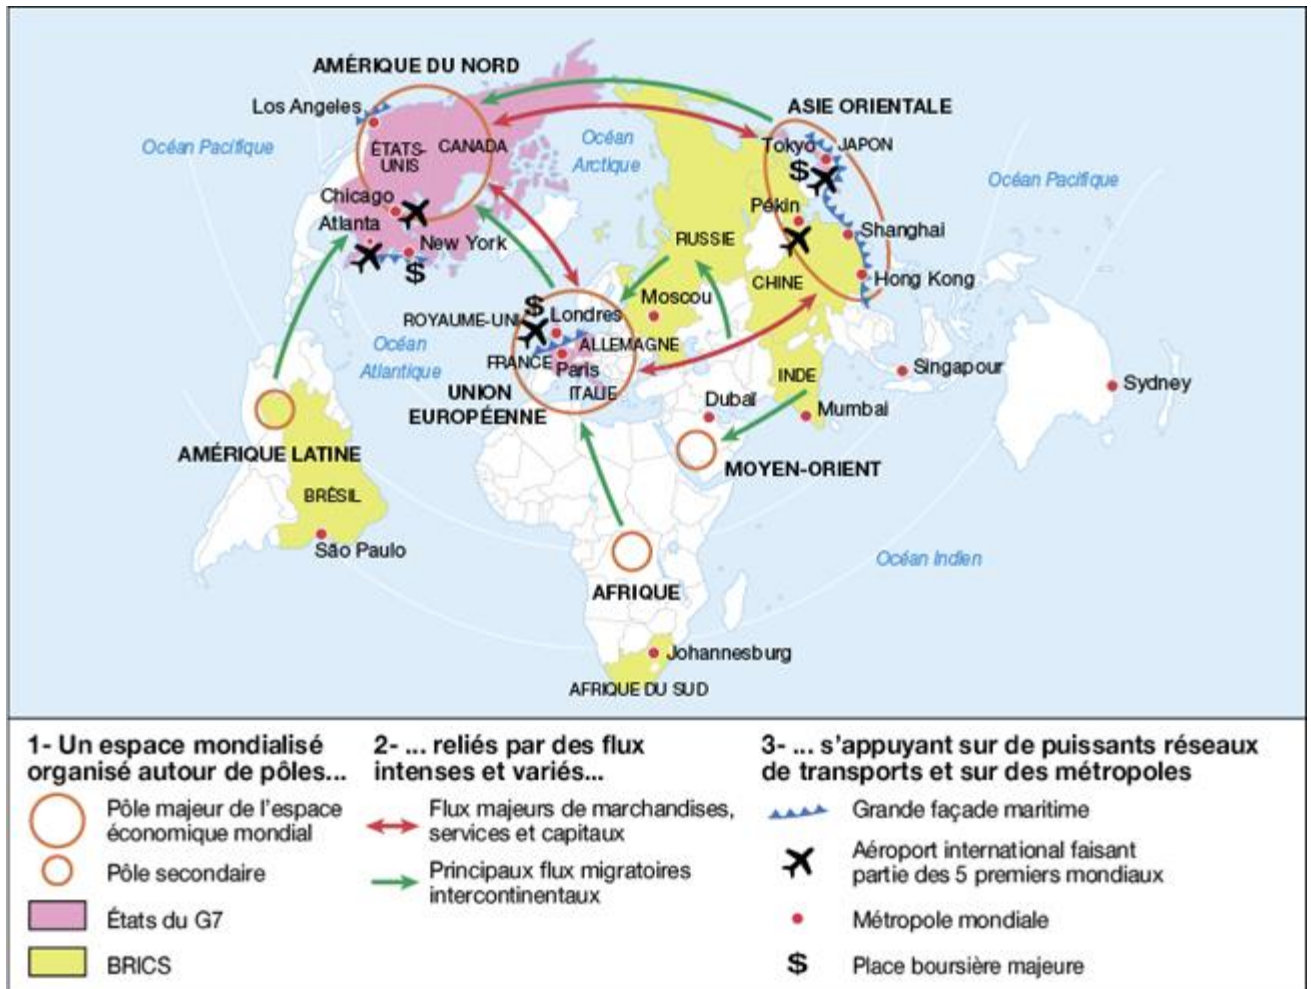 AMÉRIQUE DU NORD
Los Angeles
Océan Pacifique
ÉTATS-
UNIS
CANADA
Chicago
Atlanta
New York
$
Océan
Arctique
ASIE ORIENTALE
Tokyo
JAPON
$
Océan Pacifique
Pékin
Shanghai
RUSSIE
CHINE
Hong Kong
Moscou
$
ROYAUME-UNI
Londres
ALLEMAGNE
FRANCE
Paris
ITALIE
Océan
Atlantique
UNION
EUROPÉENNE
INDE
Singapour
Sydney
Dubaï
Mumbai
MOYEN-ORIENT
AMÉRIQUE LATINE
BRÉSIL
São Paulo
Océan Indien
AFRIQUE
Johannesburg
AFRIQUE DU SUD
1- Un espace mondialisé
organisé autour de pôles...
Pôle majeur de l'espace
économique mondial
Pôle secondaire
États du G7
BRICS
2- ... reliés par des flux
intenses et variés...
Flux majeurs de marchandises,
services et capitaux
Principaux flux migratoires
intercontinentaux
3- ... s'appuyant sur de puissants réseaux
de transports et sur des métropoles
Grande façade maritime
Aéroport international faisant
partie des 5 premiers mondiaux
Métropole mondiale
$
Place boursière majeure